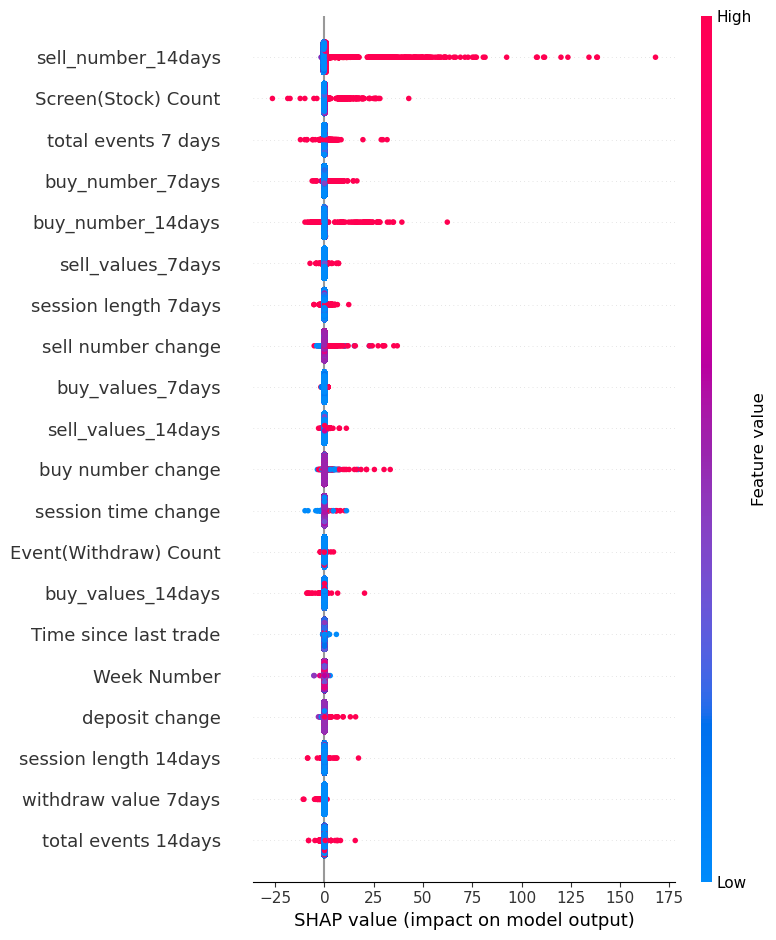 High
sell_number_14days
Screen(Stock) Count
total events 7 days
buy_number_7days
buy_number_14days
sell_values_7days
session length 7days
sell number change
buy_values_7days
sell_values_14days
buy number change
session time change
Event(Withdraw) Count
buy_values_14days
Time since last trade
Week Number
deposit change
session length 14days
withdraw value 7days
total events 14days
Feature value
Low
−25 0 25 50 75 100 125 150 175
SHAP value (impact on model output)